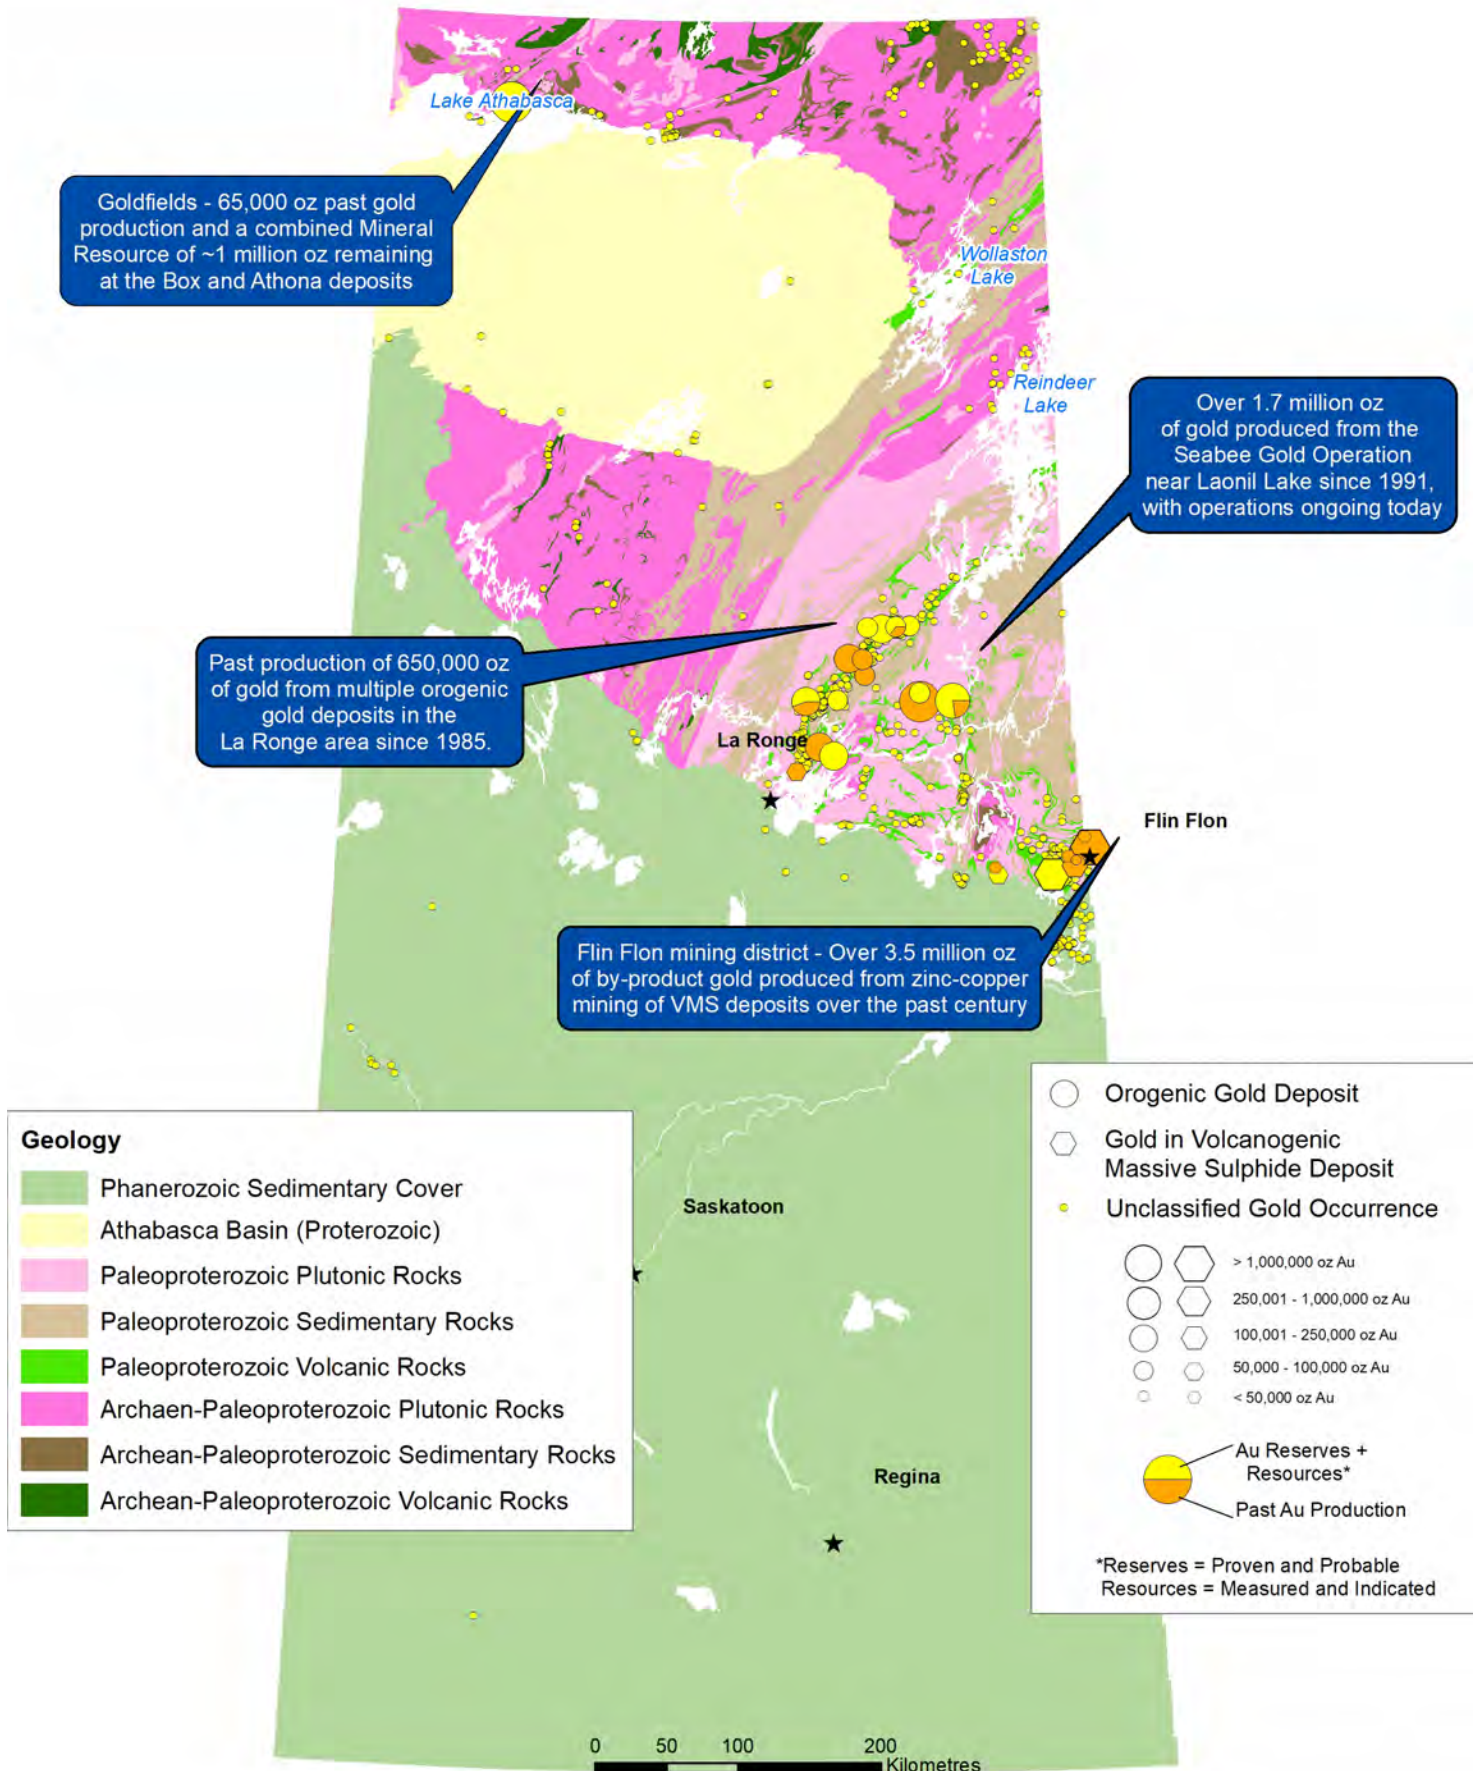 Lake Athabasca
Goldfields - 65,000 oz past gold
production and a combined Mineral
Resource of ~1 million oz remaining
at the Box and Athona deposits
Wollaston
Lake
Reindeer
Lake
Over 1.7 million oz
of gold produced from the
Seabee Gold Operation
near Laonil Lake since 1991,
with operations ongoing today
Past production of 650,000 oz
of gold from multiple orogenic
gold deposits in the
La Ronge area since 1985.
La Ronge
Flin Flon
Flin Flon mining district - Over 3.5 million oz
of by-product gold produced from zinc-copper
mining of VMS deposits over the past century
Geology
Phanerozoic Sedimentary Cover
Athabasca Basin (Proterozoic)
Paleoproterozoic Plutonic Rocks
Paleoproterozoic Sedimentary Rocks
Paleoproterozoic Volcanic Rocks
Archaen-Paleoproterozoic Plutonic Rocks
Archean-Paleoproterozoic Sedimentary Rocks
Archean-Paleoproterozoic Volcanic Rocks
Saskatoon
Regina
Orogenic Gold Deposit
Gold in Volcanogenic
Massive Sulphide Deposit
Unclassified Gold Occurrence
> 1,000,000 oz Au
250,001 - 1,000,000 oz Au
100,001 - 250,000 oz Au
50,000 - 100,000 oz Au
< 50,000 oz Au
Au Reserves +
Resources*
Past Au Production
*Reserves = Proven and Probable
Resources = Measured and Indicated
0 50 100 200
Kilometres